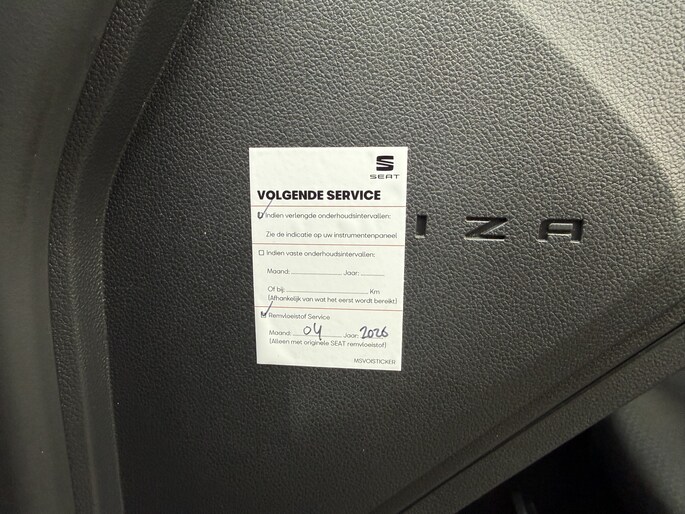 SEAT
VOLGENDE SERVICE
Indien verlengde onderhoudsintervallen:
Zie de indicatie op uw instrumentenpaneel
Indien vaste onderhoudsintervallen:
Maand: Jaar:
Of bij: Km
(Afhankelijk van wat het eerst wordt bereikt)
Remvloeistof Service
Maand: 04 Jaar: 2026
(Alleen met originele SEAT remvloeistof)
MSVOISTICKER
IZA